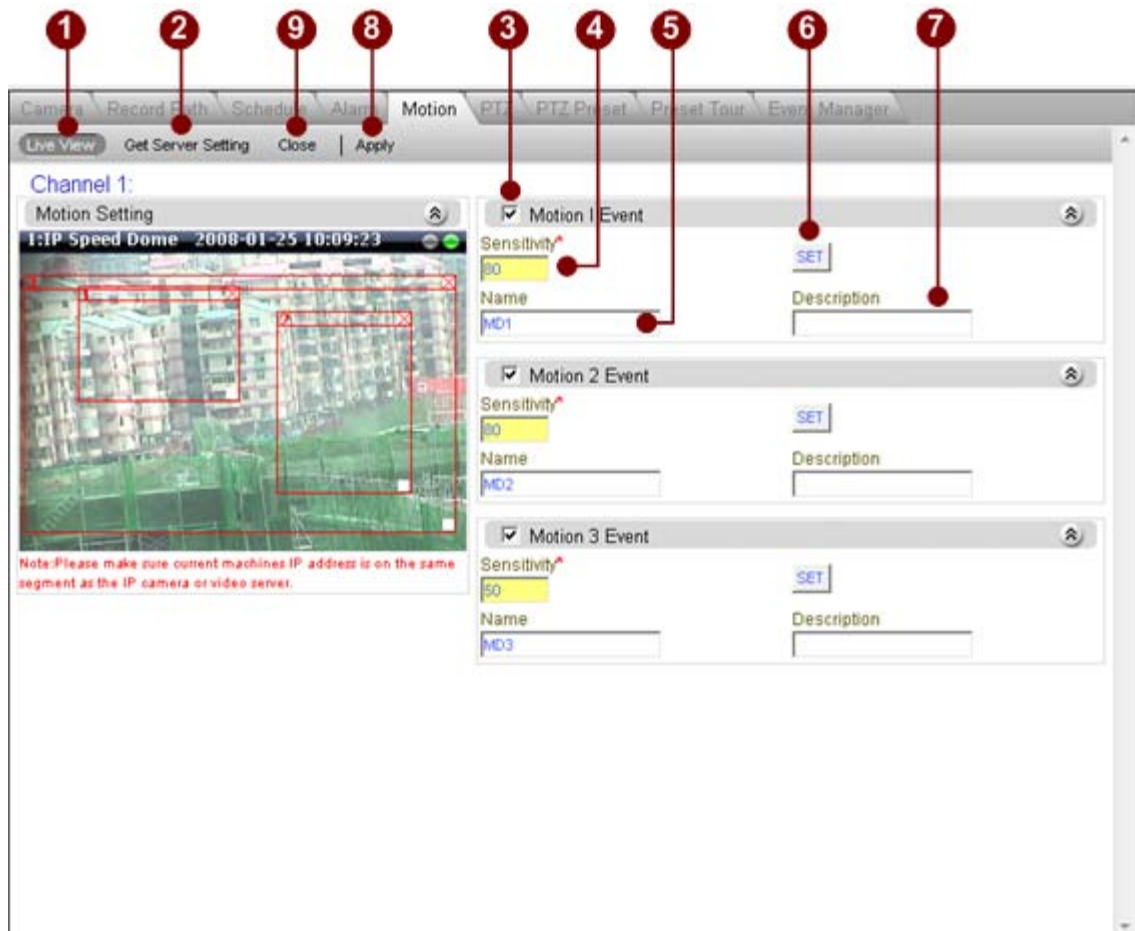 1 2 9 8 3 4 5 6 7
Camera Record Path Schedule Alarm Motion PTZ PTZ Preset Preset Tour Event Manager
Live View Get Server Setting Close | Apply
Channel 1:
Motion Setting
1:IP Speed Dome 2008-01-25 10:09:23
3
1
2
Note:Please make sure current machines IP address is on the same
segment as the IP camera or video server.
Motion 1 Event
Sensitivity*
80
SET
Name
Description
MD1
Motion 2 Event
Sensitivity*
80
SET
Name
Description
MD2
Motion 3 Event
Sensitivity*
50
SET
Name
Description
MD3